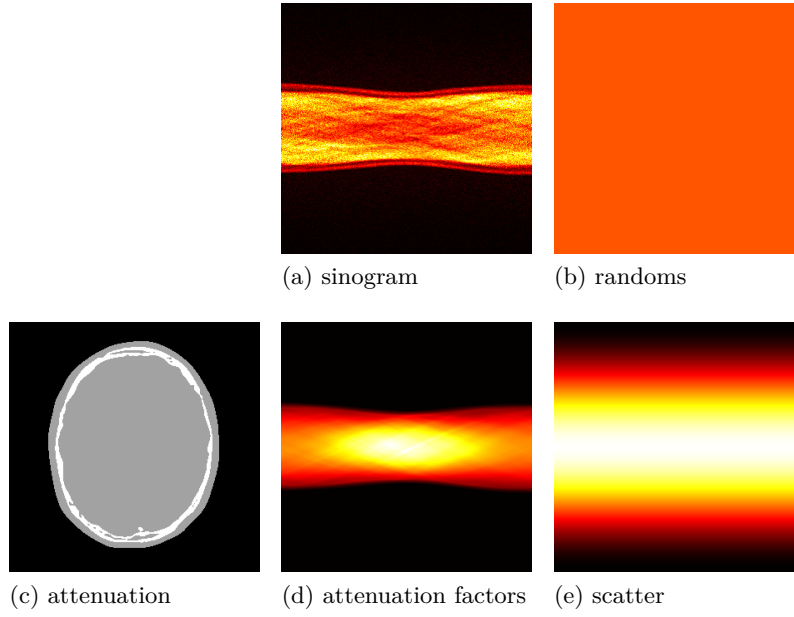 (a) sinogram
(b) randoms
(c) attenuation
(d) attenuation factors
(e) scatter